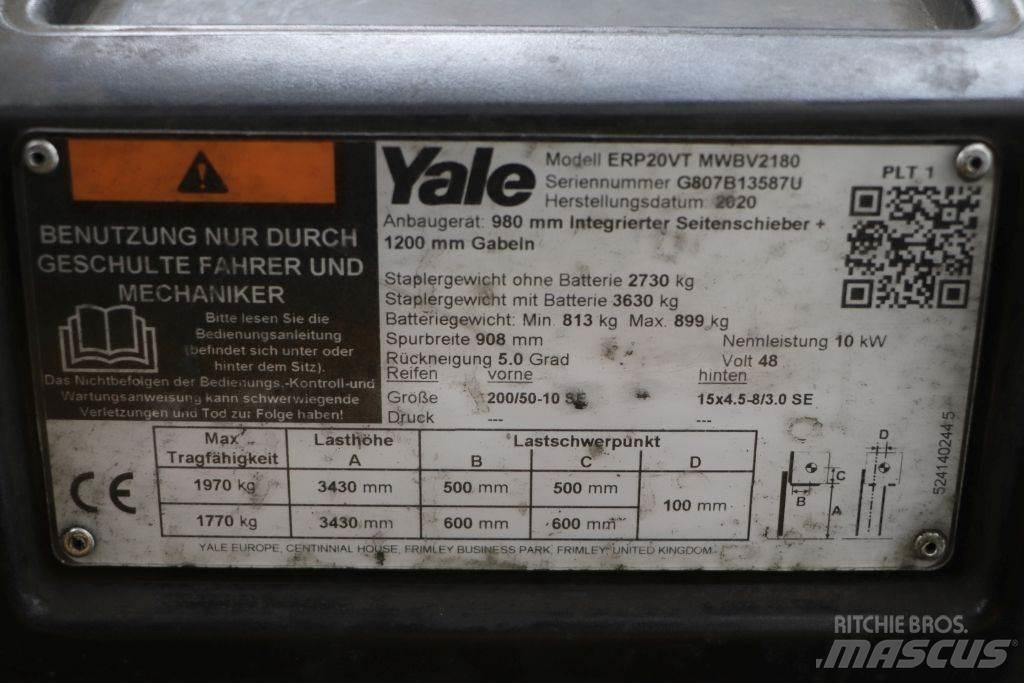 BENUTZUNG NUR DURCH
GESCHULTE FAHRER UND
MECHANIKER
Bitte lesen Sie die
Bedienungsanleitung
(befindet sich unter oder
hinter dem Sitz).
Das Nichtbefolgen der Bedienungs,-Kontroll-und
Wartungsanweisung kann schwerwiegende
Verletzungen und Tod zur Folge haben!
Yale
Modell ERP20VT MWBV2180
Seriennummer G807B13587U
Herstellungsdatum 2020
Anbaugerät: 980 mm Integrierter Seitenschieber +
1200 mm Gabeln
PLT 1
Staplergewicht ohne Batterie 2730 kg
Staplergewicht mit Batterie 3630 kg
Batteriegewicht: Min. 813 kg Max. 899 kg
Spurbreite 908 mm Nennleistung 10 kW
Rückneigung 5.0 Grad Volt 48
Reifen vorne hinten
Größe 200/50-10 SE 15x4.5-8/3.0 SE
Druck --- ---
Max Tragfähigkeit Lasthöhe A Lastschwerpunkt B C D
1970 kg 3430 mm 500 mm 500 mm 100 mm
1770 kg 3430 mm 600 mm 600 mm
D
C
B
A
5241402445
CE
YALE EUROPE, CENTINNIAL HOUSE, FRIMLEY BUSINESS PARK, FRIMLEY, UNITED KINGDOM
RITCHIE BROS.
MASCUS